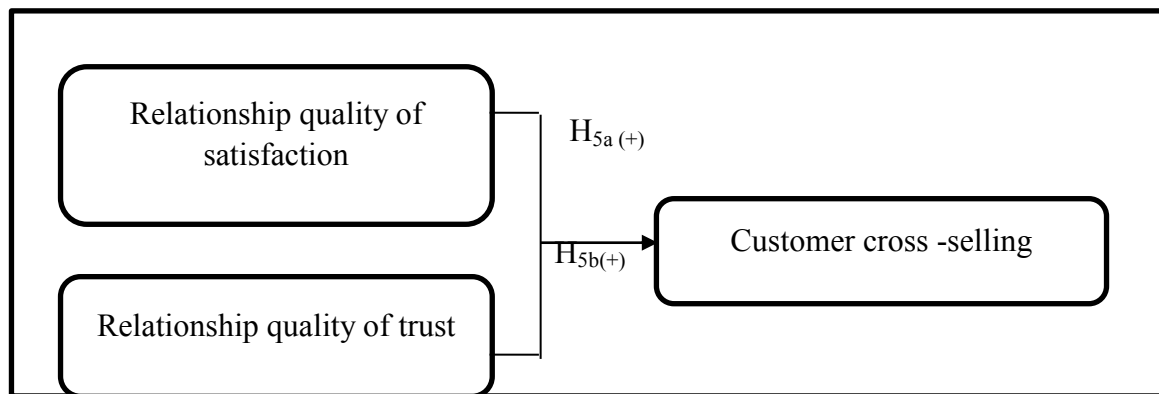 Relationship quality of
satisfaction
H5a (+)
Customer cross -selling
H5b(+)
Relationship quality of trust